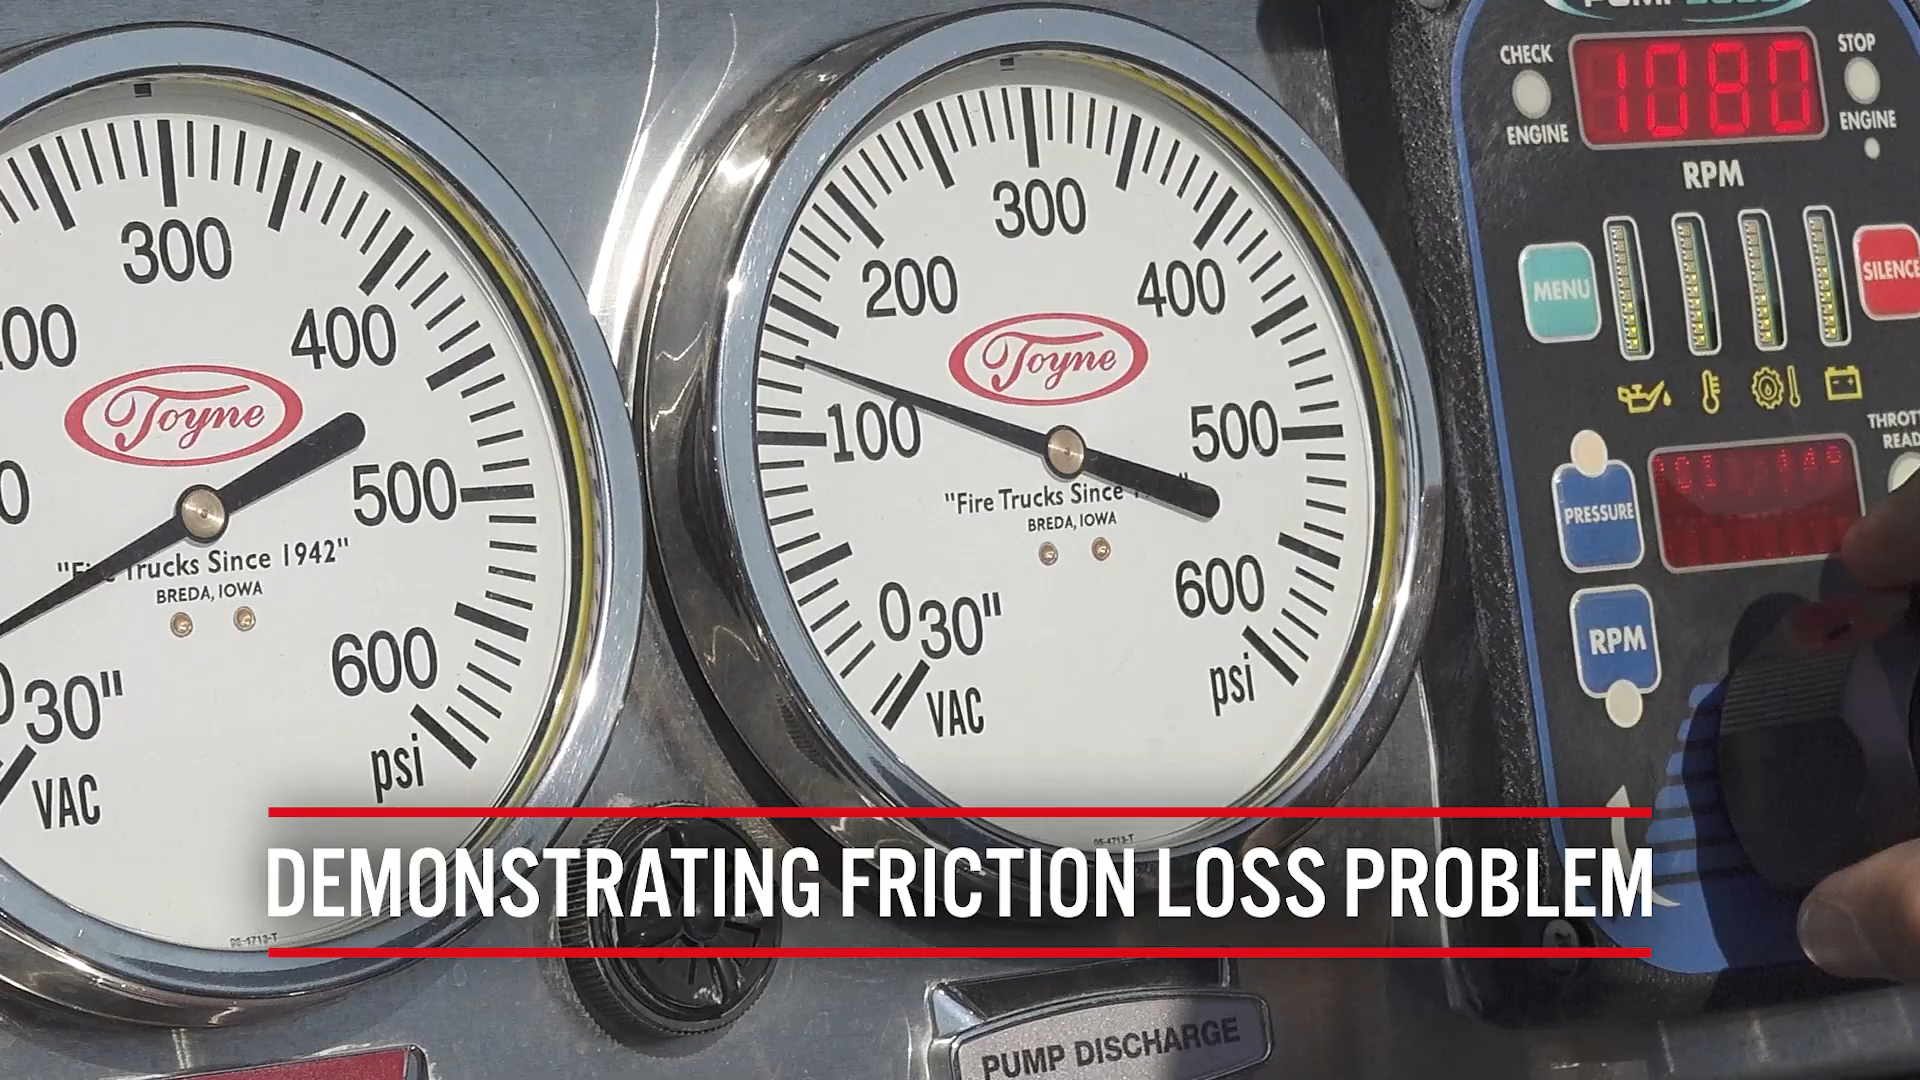 300
400
500
600
Toyne
"Fire Trucks Since 1942"
BREDA, IOWA
30"
VAC
psi
0
100
200
300
400
500
600
Toyne
"Fire Trucks Since
BREDA, IOWA
30"
VAC
psi
CHECK
ENGINE
1080
STOP
ENGINE
RPM
MENU
SILENCE
PRESSURE
RPM
DEMONSTRATING FRICTION LOSS PROBLEM
PUMP DISCHARGE